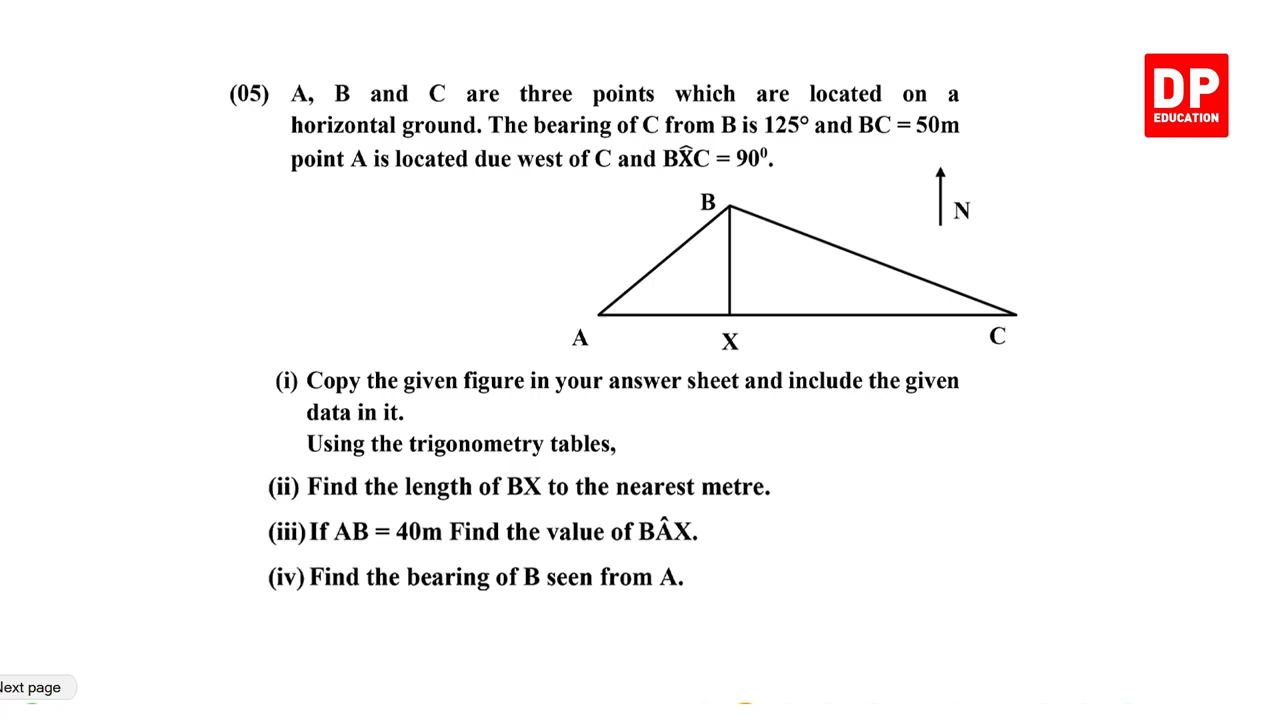 DP
EDUCATION
(05) A, B and C are three points which are located on a
horizontal ground. The bearing of C from B is 125° and BC = 50m
point A is located due west of C and BX̂C = 90⁰.
B
N
A
X
C
(i) Copy the given figure in your answer sheet and include the given
data in it.
Using the trigonometry tables,
(ii) Find the length of BX to the nearest metre.
(iii) If AB = 40m Find the value of BÂX.
(iv) Find the bearing of B seen from A.
Next page